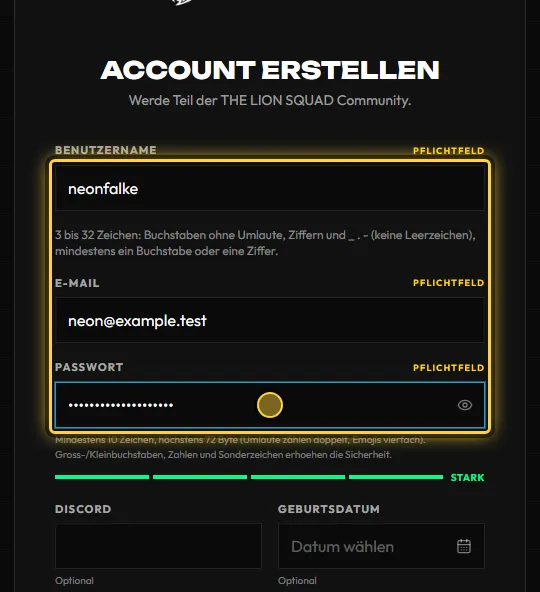 ACCOUNT ERSTELLEN
Werde Teil der THE LION SQUAD Community.
BENUTZERNAME PFLICHTFELD
neonfalke
3 bis 32 Zeichen: Buchstaben ohne Umlaute, Ziffern und _ . - (keine Leerzeichen),
mindestens ein Buchstabe oder eine Ziffer.
E-MAIL PFLICHTFELD
neon@example.test
PASSWORT PFLICHTFELD
••••••••••••••••••••
Mindestens 10 Zeichen, höchstens 72 Byte (Umlaute zählen doppelt, Emojis vierfach).
Gross-/Kleinbuchstaben, Zahlen und Sonderzeichen erhoehen die Sicherheit.
STARK
DISCORD GEBURTSDATUM
Datum wählen
Optional Optional